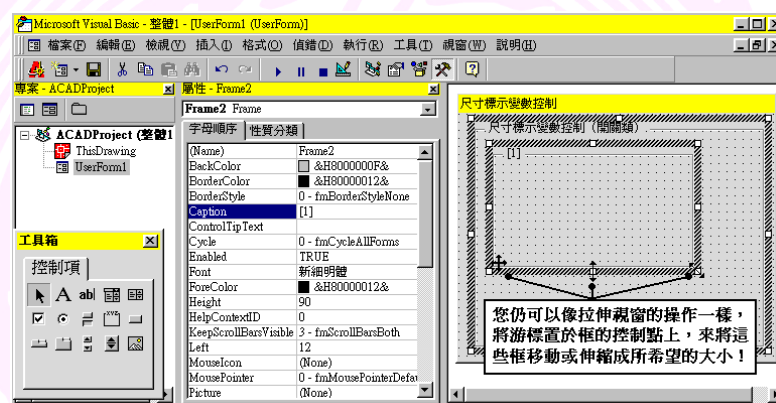 Microsoft Visual Basic - 整體1 - [UserForm1 (UserForm)]
檔案(F) 編輯(E) 檢視(V) 插入(I) 格式(O) 偵錯(D) 執行(R) 工具(T) 視窗(W) 說明(H)
專案 - ACADProject
ACADProject (整體1
ThisDrawing
UserForm1
工具箱
控制項
A ab|
xyz
屬性 - Frame2
Frame2 Frame
字母順序 性質分類
(Name) Frame2
BackColor &H8000000F&
BorderColor &H80000012&
BorderStyle 0 - fmBorderStyleNone
Caption [1]
ControlTipText
Cycle 0 - fmCycleAllForms
Enabled TRUE
Font 新細明體
ForeColor &H80000012&
Height 90
HelpContextID 0
KeepScrollBarsVisible 3 - fmScrollBarsBoth
Left 12
MouseIcon (None)
MousePointer 0 - fmMousePointerDefau
Picture (None)
尺寸標示變數控制
尺寸標示變數控制（開關類）
[1]
您仍可以像拉伸視窗的操作一樣，
將游標置於框的控制點上，來將這
些框移動或伸縮成所希望的大小！